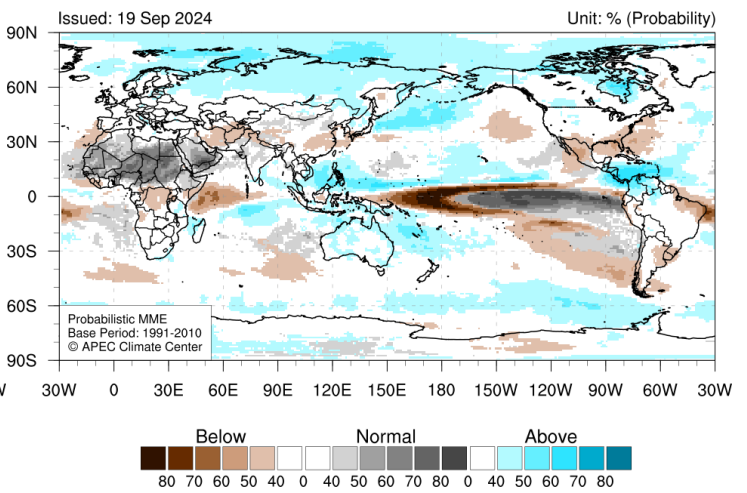 Issued: 19 Sep 2024 Unit: % (Probability)
90N
60N
30N
0
30S
60S
90S
Probabilistic MME
Base Period: 1991-2010
© APEC Climate Center
W 30W 0 30E 60E 90E 120E 150E 180 150W 120W 90W 60W 30W
Below Normal Above
80 70 60 50 40 0 40 50 60 70 80 0 40 50 60 70 80